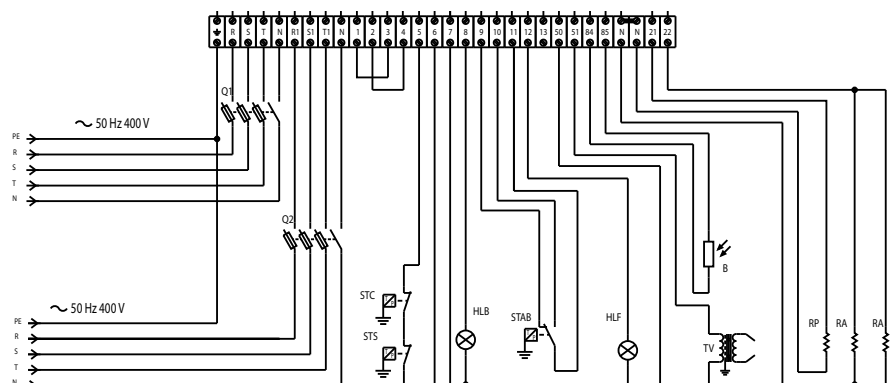 R S T N R1 S1 T1 N 1 2 3 4 5 6 7 8 9 10 11 12 13 50 51 84 85 N N 21 22
Q1
50 Hz 400 V
PE
R
S
T
N
Q2
50 Hz 400 V
PE
R
S
T
N
STC
STS
HLB
STAB
HLF
B
TV
RP
RA
RA